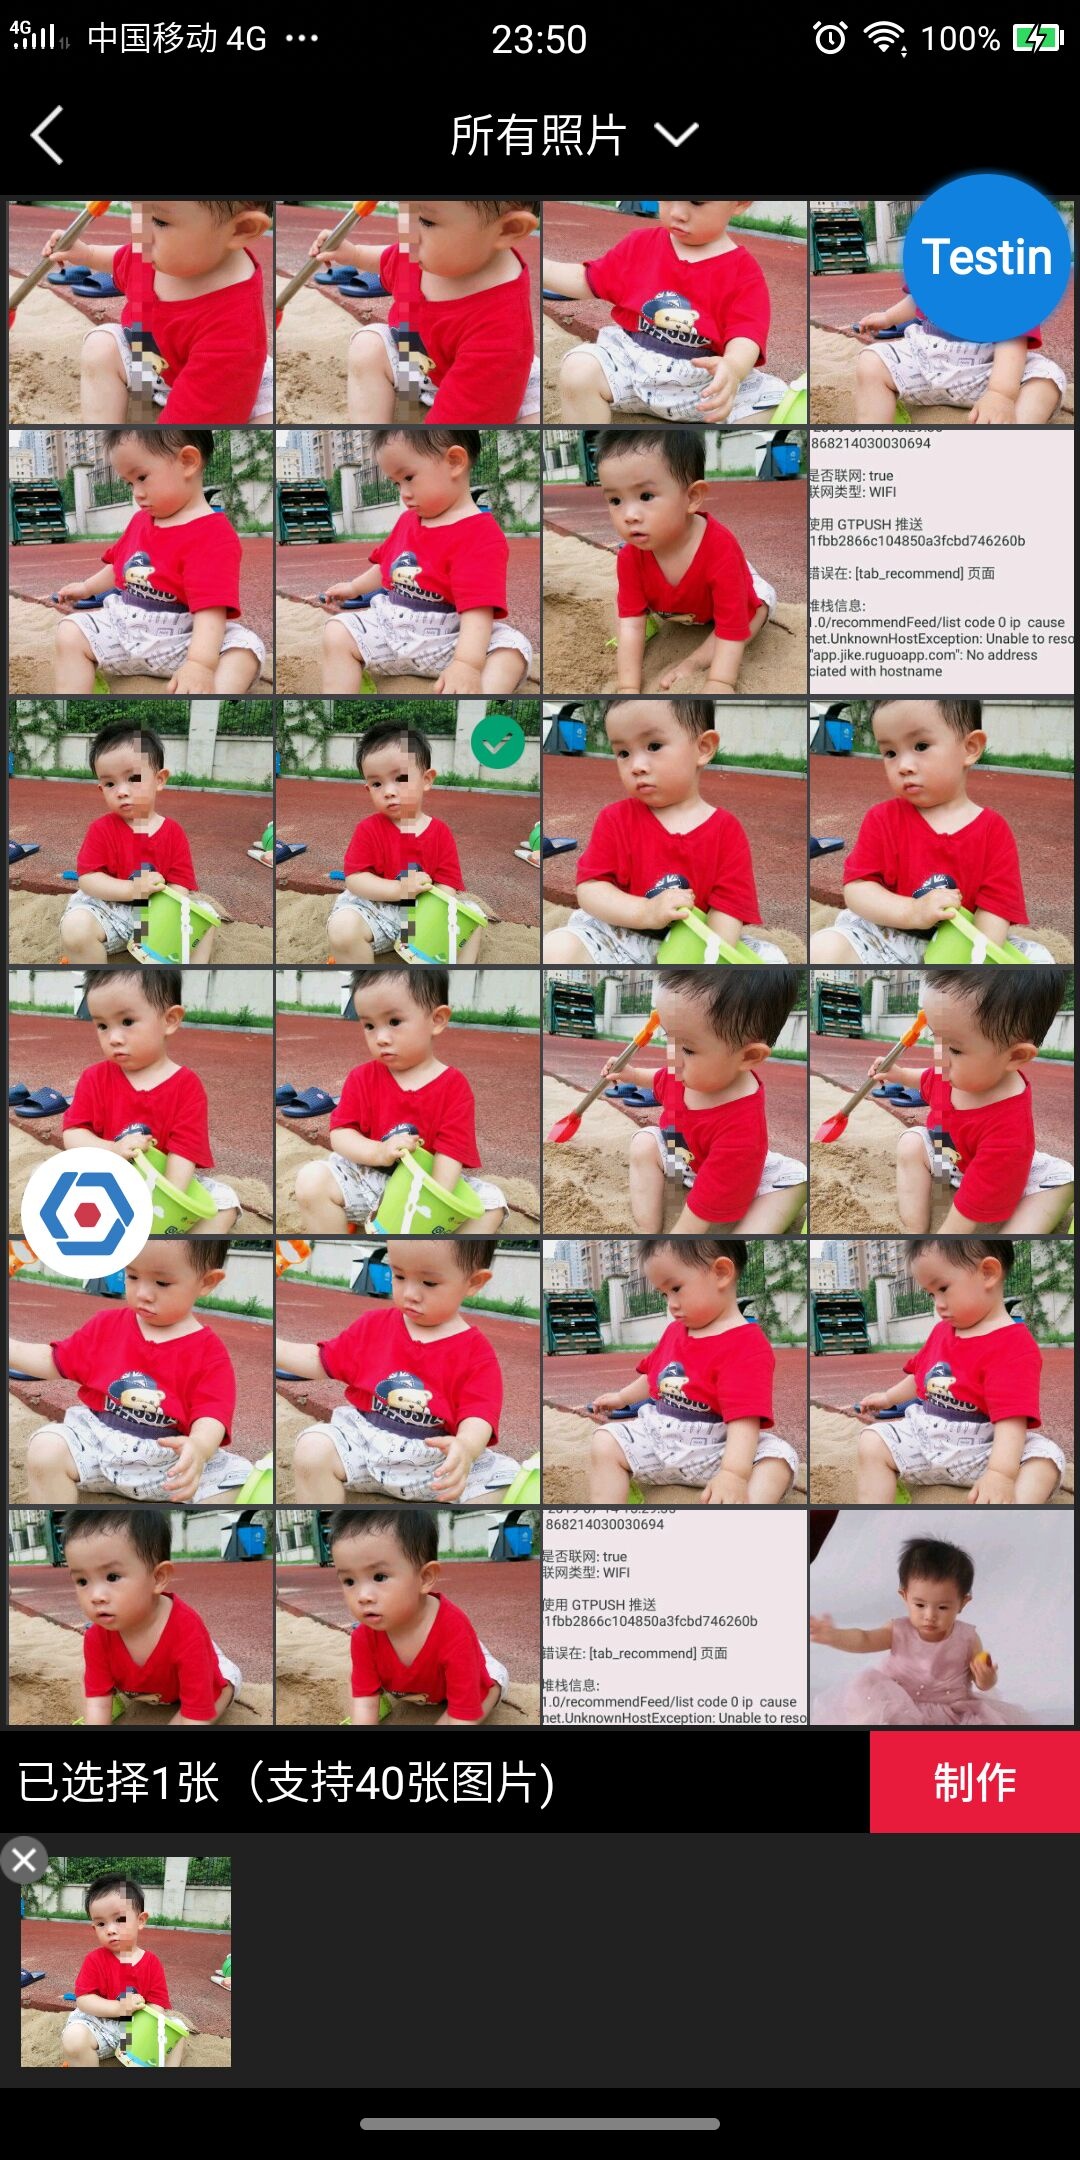 4G 中国移动 4G ... 23:50 100%
所有照片
Testin
868214030030694
是否联网: true
联网类型: WIFI
使用 GTPUSH 推送
1fbb2866c104850a3fcbd746260b
错误在: [tab_recommend] 页面
堆栈信息:
1.0/recommendFeed/list code 0 ip cause
net.UnknownHostException: Unable to reso
"app.jike.ruguoapp.com": No address
ciated with hostname
868214030030694
是否联网: true
联网类型: WIFI
使用 GTPUSH 推送
1fbb2866c104850a3fcbd746260b
错误在: [tab_recommend] 页面
堆栈信息:
1.0/recommendFeed/list code 0 ip cause
net.UnknownHostException: Unable to reso
已选择1张（支持40张图片)
制作